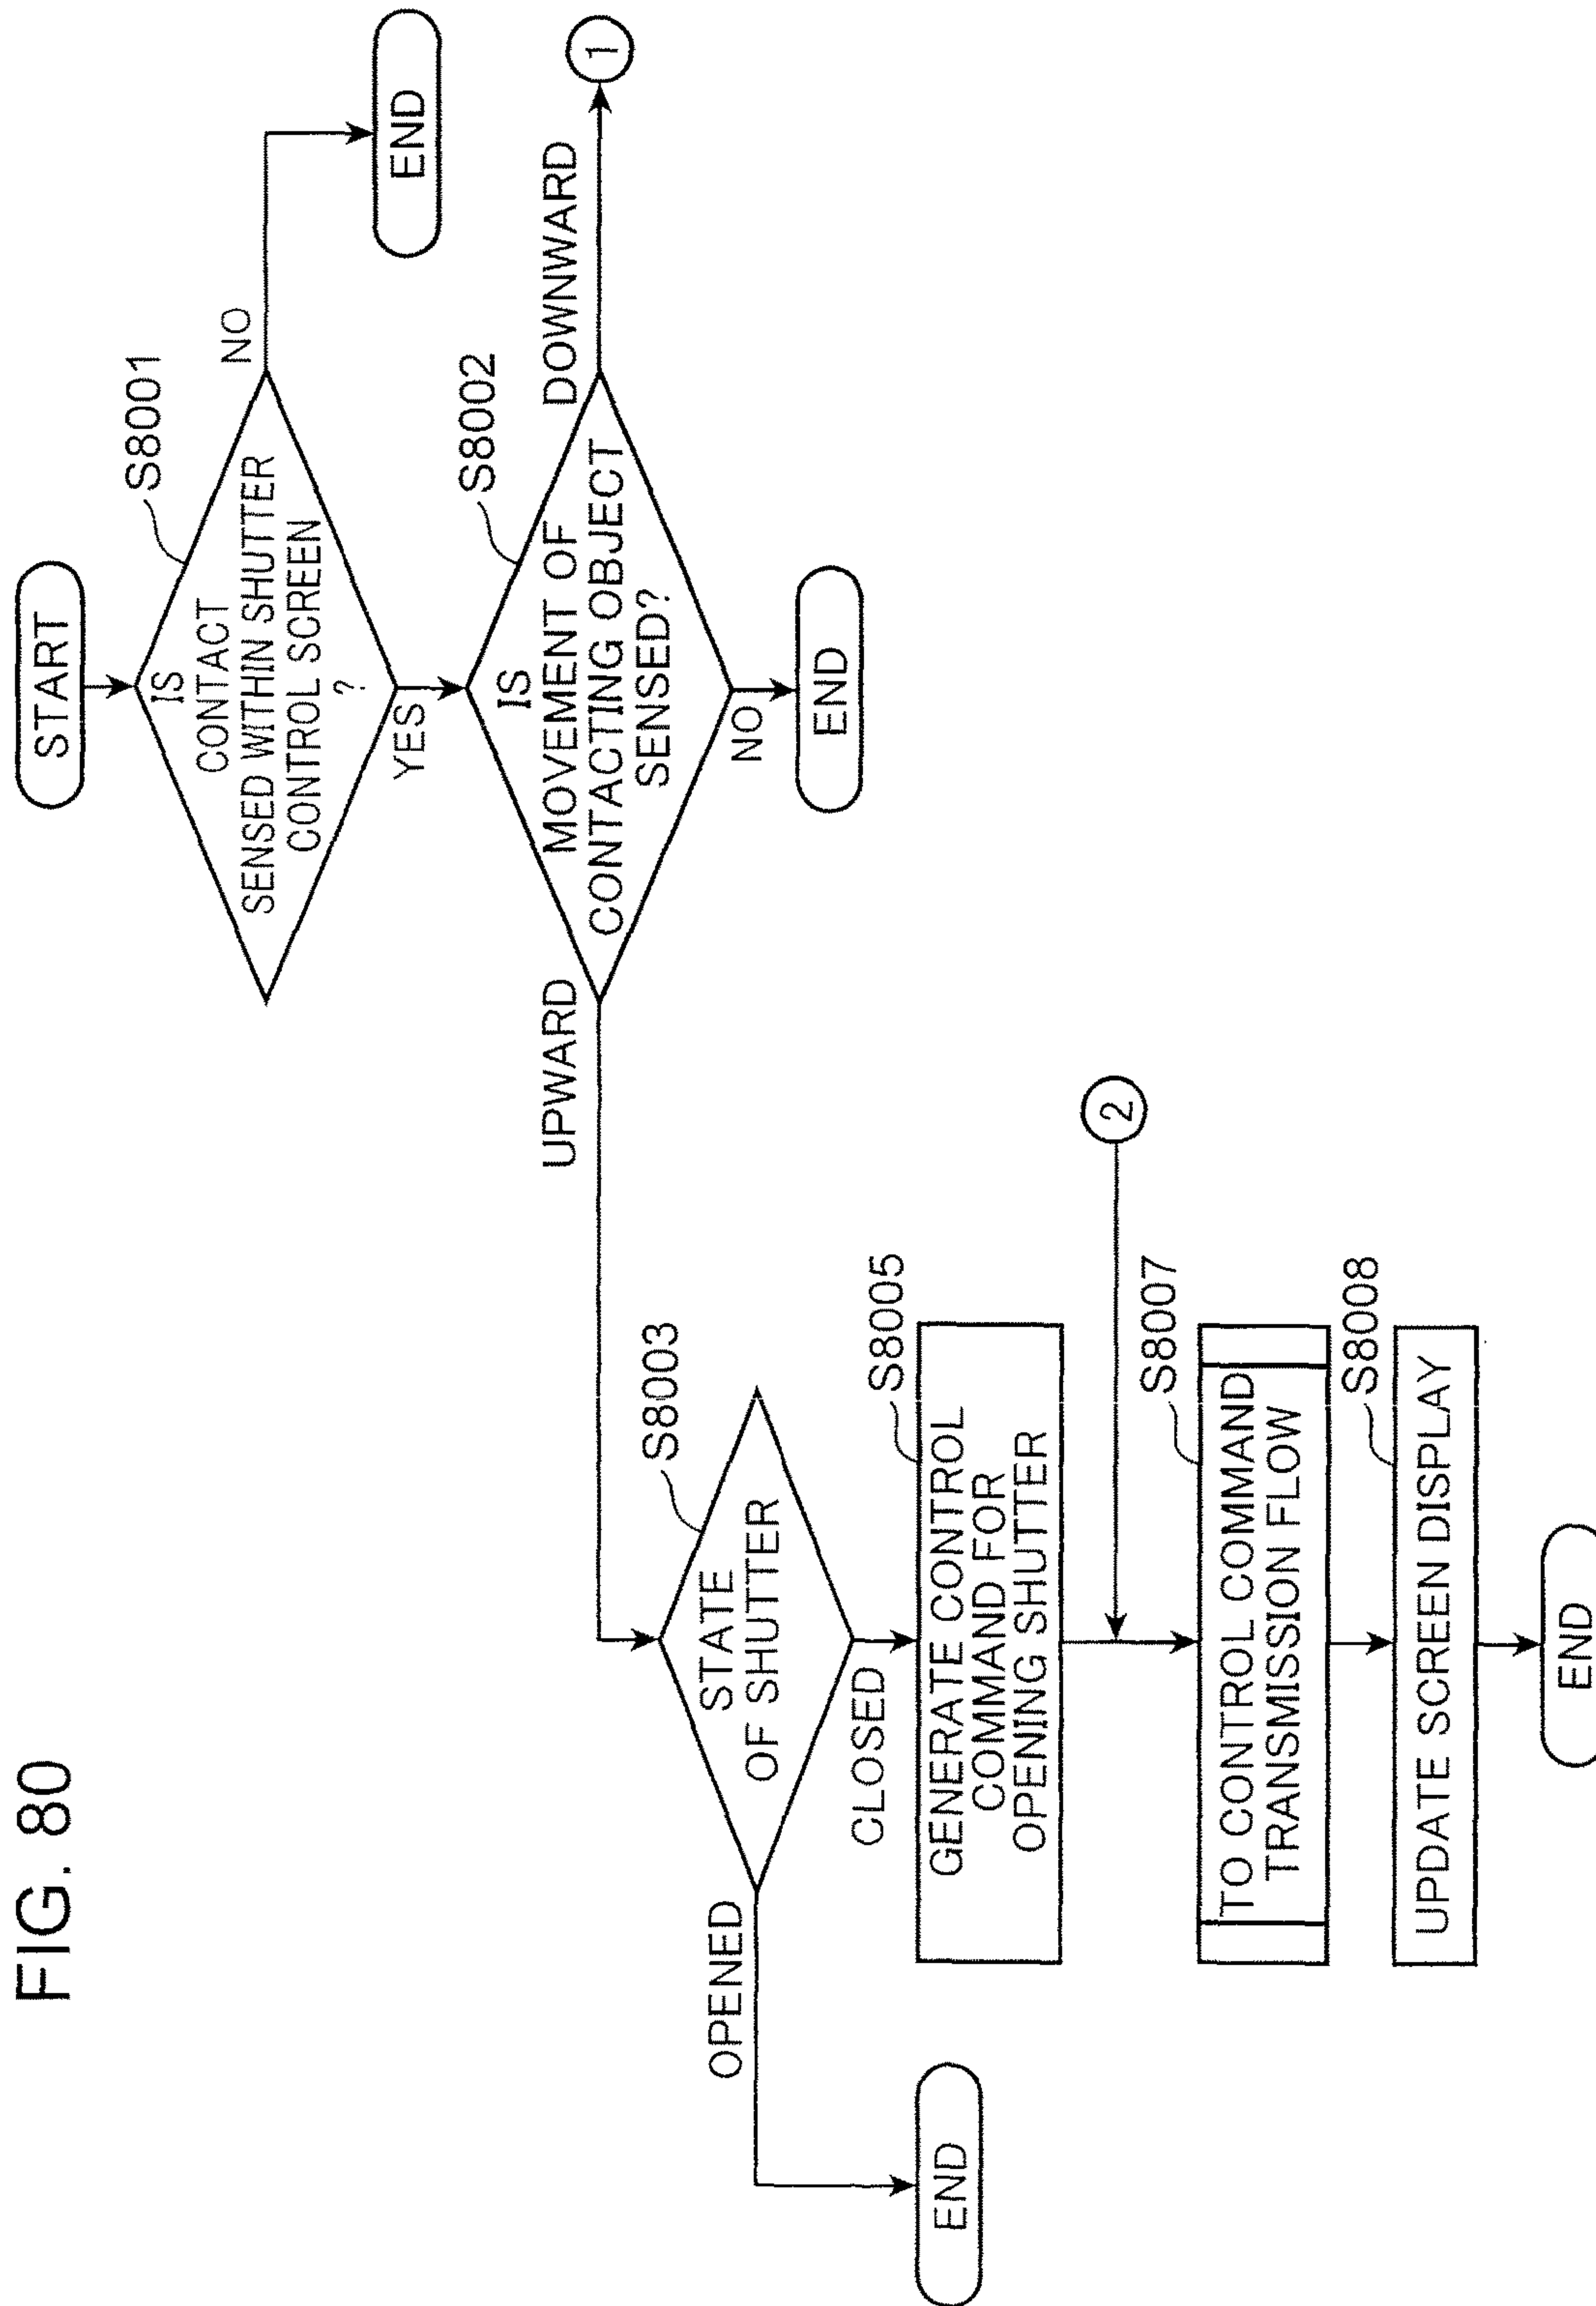 FIG. 80
START
IS
CONTACT
SENSED WITHIN SHUTTER
CONTROL SCREEN
?
S8001
NO
END
YES
IS
MOVEMENT OF
CONTACTING OBJECT
SENSED?
S8002
DOWNWARD
1
NO
END
UPWARD
STATE
OF SHUTTER
S8003
OPENED
END
CLOSED
GENERATE CONTROL
COMMAND FOR
OPENING SHUTTER
S8005
2
TO CONTROL COMMAND
TRANSMISSION FLOW
S8007
UPDATE SCREEN DISPLAY
S8008
END